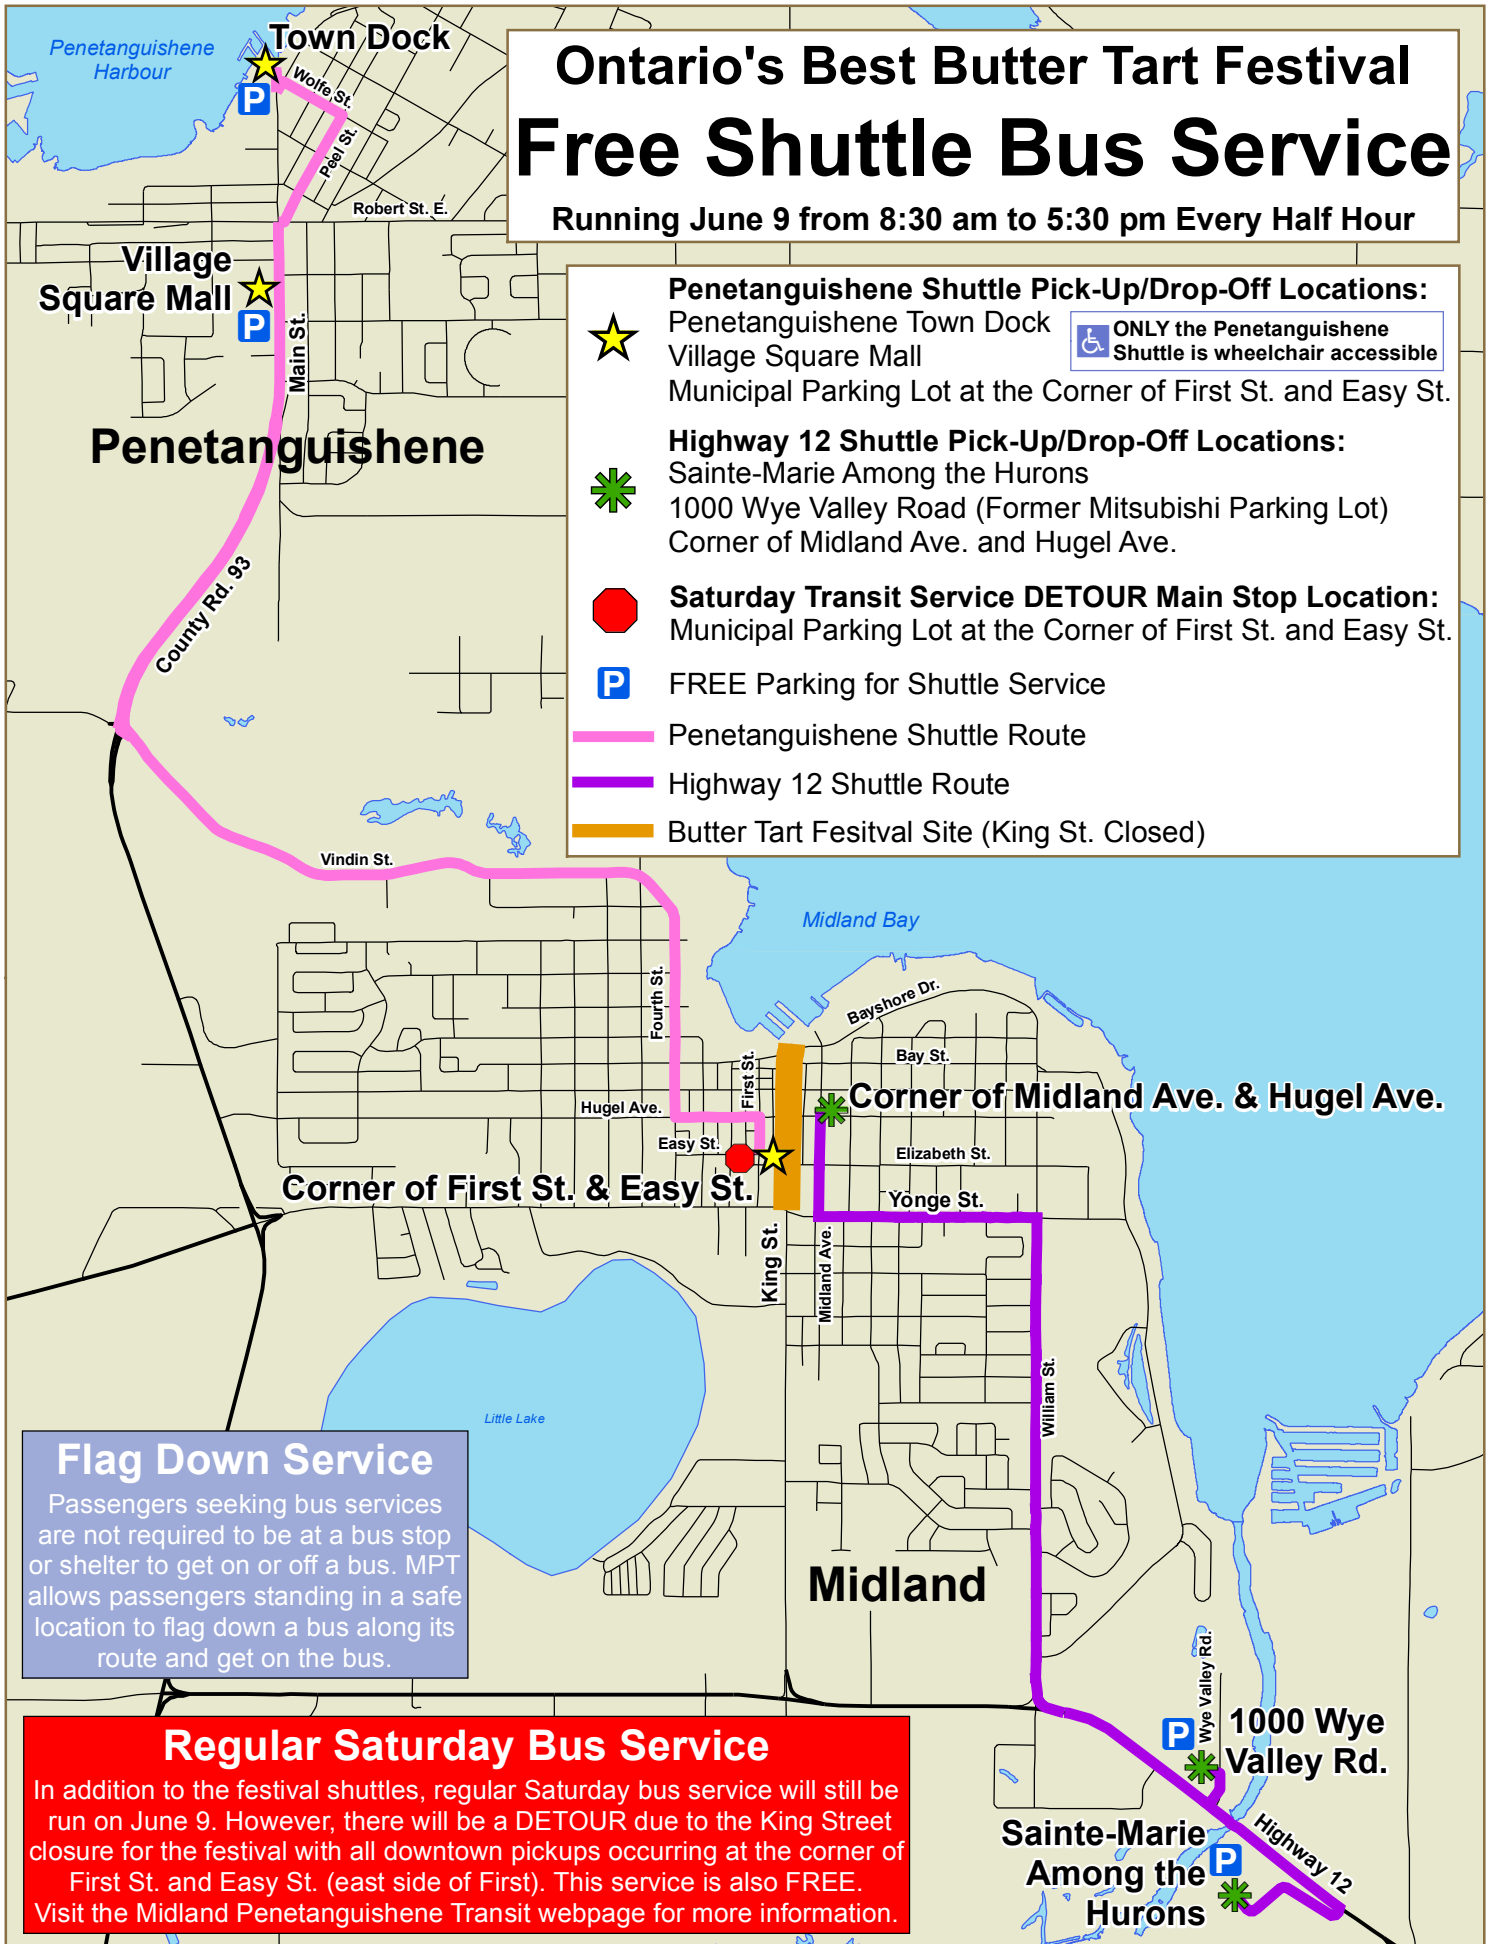 Ontario's Best Butter Tart Festival
Free Shuttle Bus Service
Running June 9 from 8:30 am to 5:30 pm Every Half Hour
Penetanguishene Shuttle Pick-Up/Drop-Off Locations:
Penetanguishene Town Dock
Village Square Mall
Municipal Parking Lot at the Corner of First St. and Easy St.
ONLY the Penetanguishene
Shuttle is wheelchair accessible
Highway 12 Shuttle Pick-Up/Drop-Off Locations:
Sainte-Marie Among the Hurons
1000 Wye Valley Road (Former Mitsubishi Parking Lot)
Corner of Midland Ave. and Hugel Ave.
Saturday Transit Service DETOUR Main Stop Location:
Municipal Parking Lot at the Corner of First St. and Easy St.
P
FREE Parking for Shuttle Service
Penetanguishene Shuttle Route
Highway 12 Shuttle Route
Butter Tart Fesitval Site (King St. Closed)
Penetanguishene
Harbour
Town Dock
P
Wolfe St.
Peel St.
Robert St. E.
Village
Square Mall
P
Main St.
Penetanguishene
County Rd. 93
Vindin St.
Midland Bay
Fourth St.
Bayshore Dr.
Bay St.
First St.
Hugel Ave.
Corner of Midland Ave. & Hugel Ave.
Easy St.
Elizabeth St.
Corner of First St. & Easy St.
Yonge St.
King St.
Midland Ave.
William St.
Little Lake
Midland
Wye Valley Rd.
P
1000 Wye
Valley Rd.
Sainte-Marie
Among the
Hurons
P
Highway 12
Flag Down Service
Passengers seeking bus services
are not required to be at a bus stop
or shelter to get on or off a bus. MPT
allows passengers standing in a safe
location to flag down a bus along its
route and get on the bus.
Regular Saturday Bus Service
In addition to the festival shuttles, regular Saturday bus service will still be
run on June 9. However, there will be a DETOUR due to the King Street
closure for the festival with all downtown pickups occurring at the corner of
First St. and Easy St. (east side of First). This service is also FREE.
Visit the Midland Penetanguishene Transit webpage for more information.